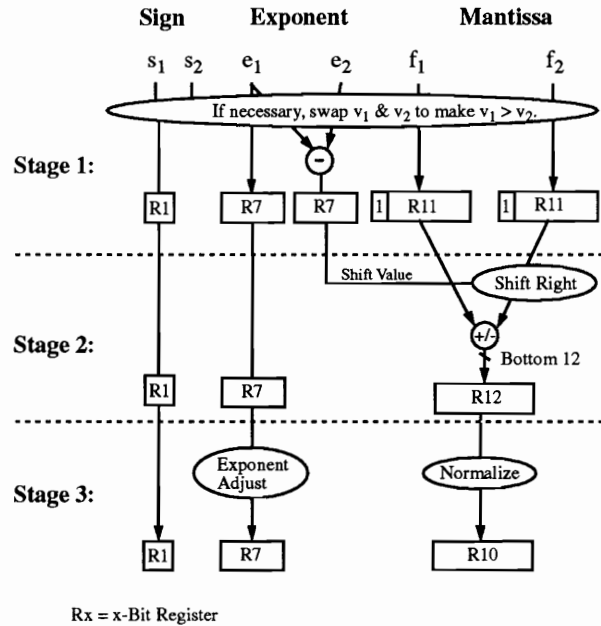 Sign Exponent Mantissa
s1 s2 e1 e2 f1 f2
If necessary, swap v1 & v2 to make v1 > v2.
-
Stage 1:
R1 R7 R7 1 R11 1 R11
Shift Value Shift Right
+/-
Stage 2:
Bottom 12
R1 R7 R12
Exponent
Adjust
Normalize
Stage 3:
R1 R7 R10
Rx = x-Bit Register